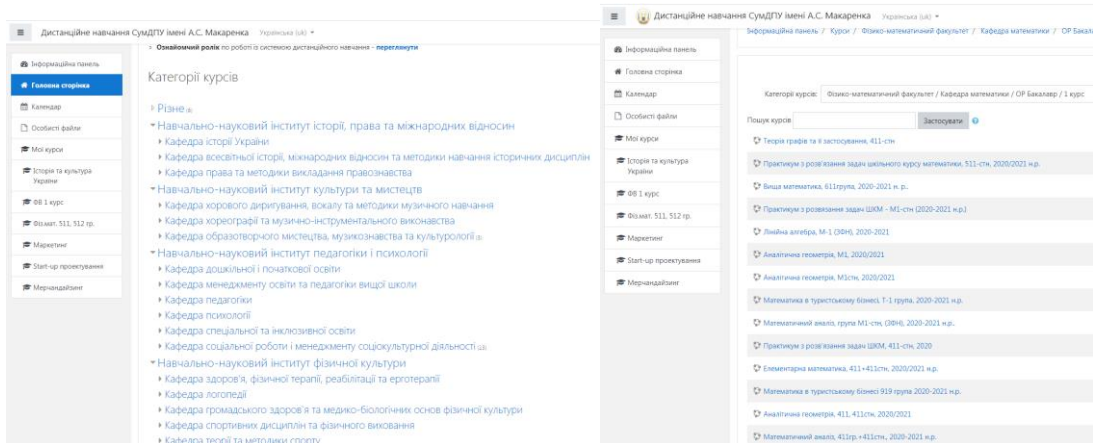 Дистанційне навчання СумДПУ імені А.С. Макаренка Українська (uk)
Інформаційна панель
Головна сторінка
Календар
Особисті файли
Мої курси
Історія та культура України
ФВ 1 курс
Фіз.мат. 511, 512 гр.
Маркетинг
Start-up проектування
Мерчандайзинг
Ознайомчий ролік по роботі із системою дистанційного навчання - переглянути
Категорії курсів
Різне
Навчально-науковий інститут історії, права та міжнародних відносин
Кафедра історії України
Кафедра всесвітньої історії, міжнародних відносин та методики навчання історичних дисциплін
Кафедра права та методики викладання правознавства
Навчально-науковий інститут культури та мистецтв
Кафедра хорового диригування, вокалу та методики музичного навчання
Кафедра хореографії та музично-інструментального виконавства
Кафедра образотворчого мистецтва, музикознавства та культурології
Навчально-науковий інститут педагогіки і психології
Кафедра дошкільної і початкової освіти
Кафедра менеджменту освіти та педагогіки вищої школи
Кафедра педагогіки
Кафедра психології
Кафедра спеціальної та інклюзивної освіти
Кафедра соціальної роботи і менеджменту соціокультурної діяльності
Навчально-науковий інститут фізичної культури
Кафедра здоров'я, фізичної терапії, реабілітації та ерготерапії
Кафедра логопедії
Кафедра громадського здоров'я та медико-біологічних основ фізичної культури
Кафедра спортивних дисциплін та фізичного виховання
Кафедра теорії та методики спорту
Дистанційне навчання СумДПУ імені А.С. Макаренка Українська (uk)
Інформаційна панель / Курси / Фізико-математичний факультет / Кафедра математики / ОР Бакала
Інформаційна панель
Головна сторінка
Календар
Особисті файли
Мої курси
Історія та культура
України
ФВ 1 курс
Фіз.мат. 511, 512 гр.
Маркетинг
Start-up проектування
Мерчандайзинг
Категорії курсів: Фізико-математичний факультет / Кафедра математики / ОР Бакалавр / 1 курс
Пошук курсів Застосувати
Теорія графів та її застосування, 411-стн
Практикум з розв'язання задач шкільного курсу математики, 511-стн, 2020/2021 н.р.
Вища математика, 611група, 2020-2021 н. р.
Практикум з розвязання задач ШКМ - М1-стн (2020-2021 н.р.)
Лінійна алгебра, М-1 (ЗФН), 2020-2021
Аналітична геометрія, М1, 2020/2021
Аналітична геометрія, М1стн, 2020/2021
Математика в туристському бізнесі, Т-1 група, 2020-2021 н.р.
Математичний аналіз, група М1-стн, (ЗФН), 2020-2021 н.р.
Практикум з розв'язання задач ШКМ, 411-стн, 2020
Елементарна математика, 411+411стн, 2020/2021 н.р.
Математика в туристському бізнесі 919 група 2020-2021 н.р.
Аналітична геометрія, 411, 411стн, 2020/2021
Математичний аналіз, 411гр.+411стн., 2020-2021 н.р.